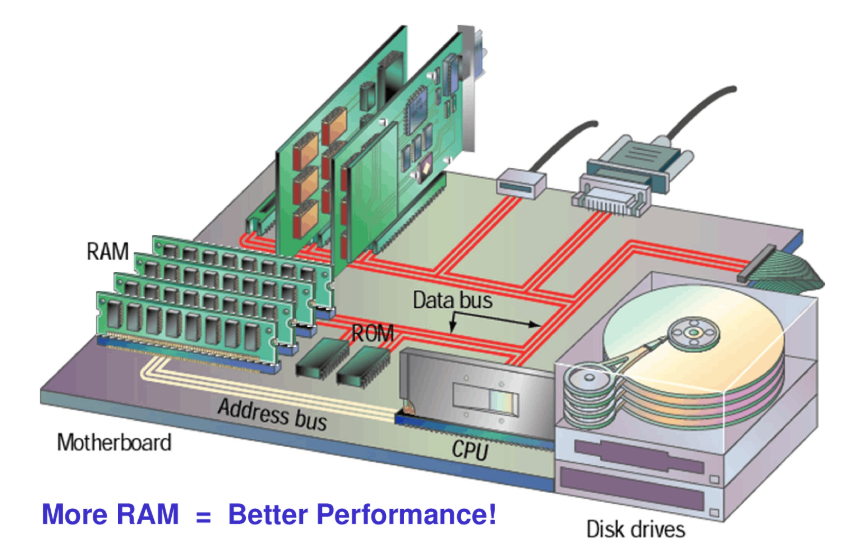 RAM
Data bus
ROM
Address bus
CPU
Motherboard
More RAM = Better Performance!
Disk drives